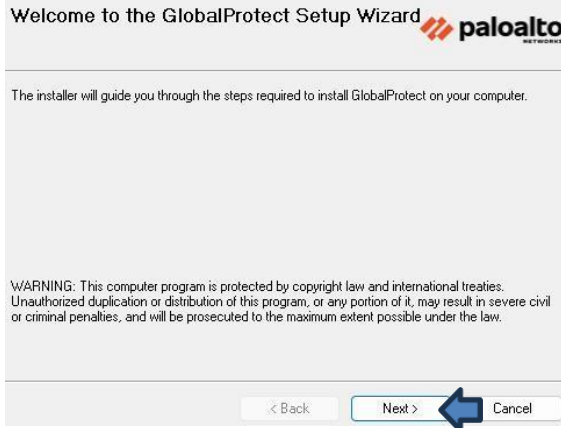 Welcome to the GlobalProtect Setup Wizard
paloalto
NETWORKS
The installer will guide you through the steps required to install GlobalProtect on your computer.
WARNING: This computer program is protected by copyright law and international treaties.
Unauthorized duplication or distribution of this program, or any portion of it, may result in severe civil
or criminal penalties, and will be prosecuted to the maximum extent possible under the law.
< Back
Next >
Cancel